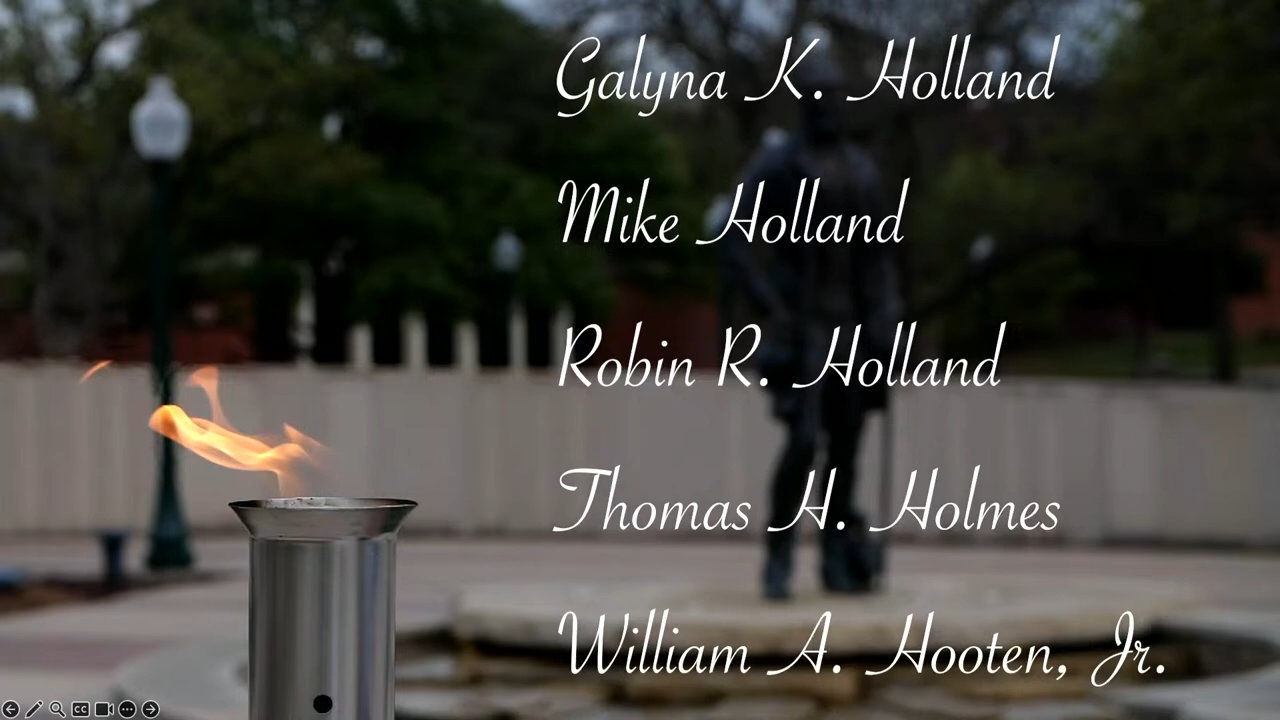 Galyna K. Holland
Mike Holland
Robin R. Holland
Thomas H. Holmes
William A. Hooten, Jr.